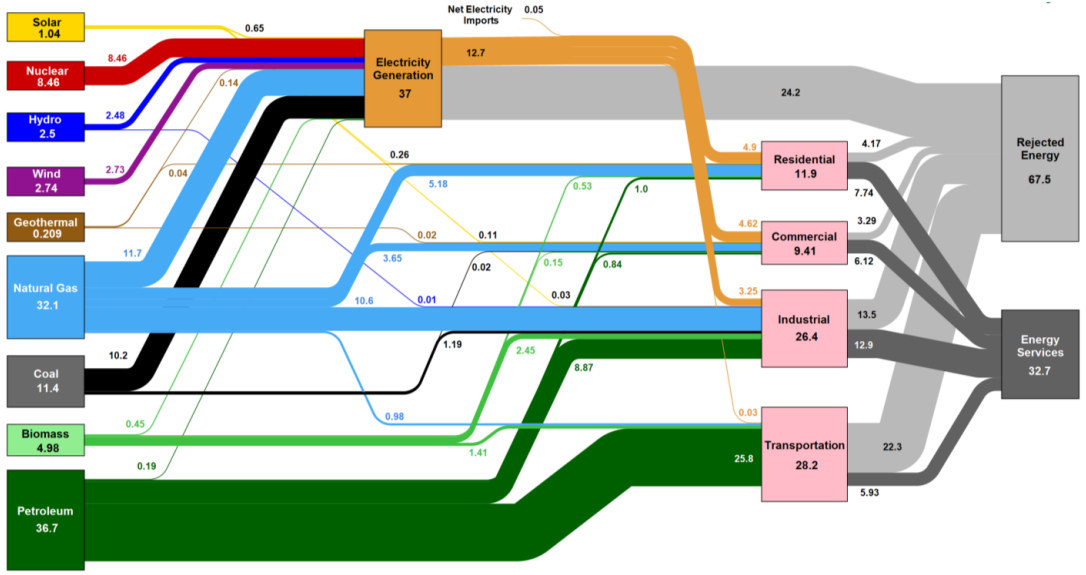 Net Electricity
Imports
0.05
Solar
1.04
0.65
8.46
Nuclear
8.46
0.14
2.48
Hydro
2.5
2.73
Wind
2.74
0.04
Geothermal
0.209
11.7
Natural Gas
32.1
10.2
Coal
11.4
0.45
Biomass
4.98
0.19
Petroleum
36.7
Electricity
Generation
37
12.7
24.2
0.26
5.18
0.53
1.0
0.02
0.11
3.65
0.02
0.15
0.84
10.6
0.01
0.03
1.19
2.45
8.87
0.98
1.41
4.9
4.62
3.25
0.03
25.8
Residential
11.9
4.17
7.74
Commercial
9.41
3.29
6.12
Industrial
26.4
13.5
12.9
Transportation
28.2
22.3
5.93
Rejected
Energy
67.5
Energy
Services
32.7